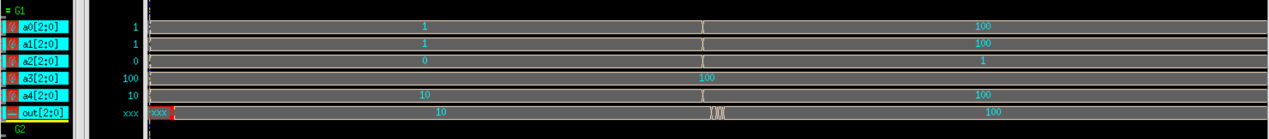 = G1
a0[2:0] 1 1 100
a1[2:0] 1 1 100
a2[2:0] 0 0 1
a3[2:0] 100 100
a4[2:0] 10 10 100
out[2:0] xxx xxx 10 100
G2